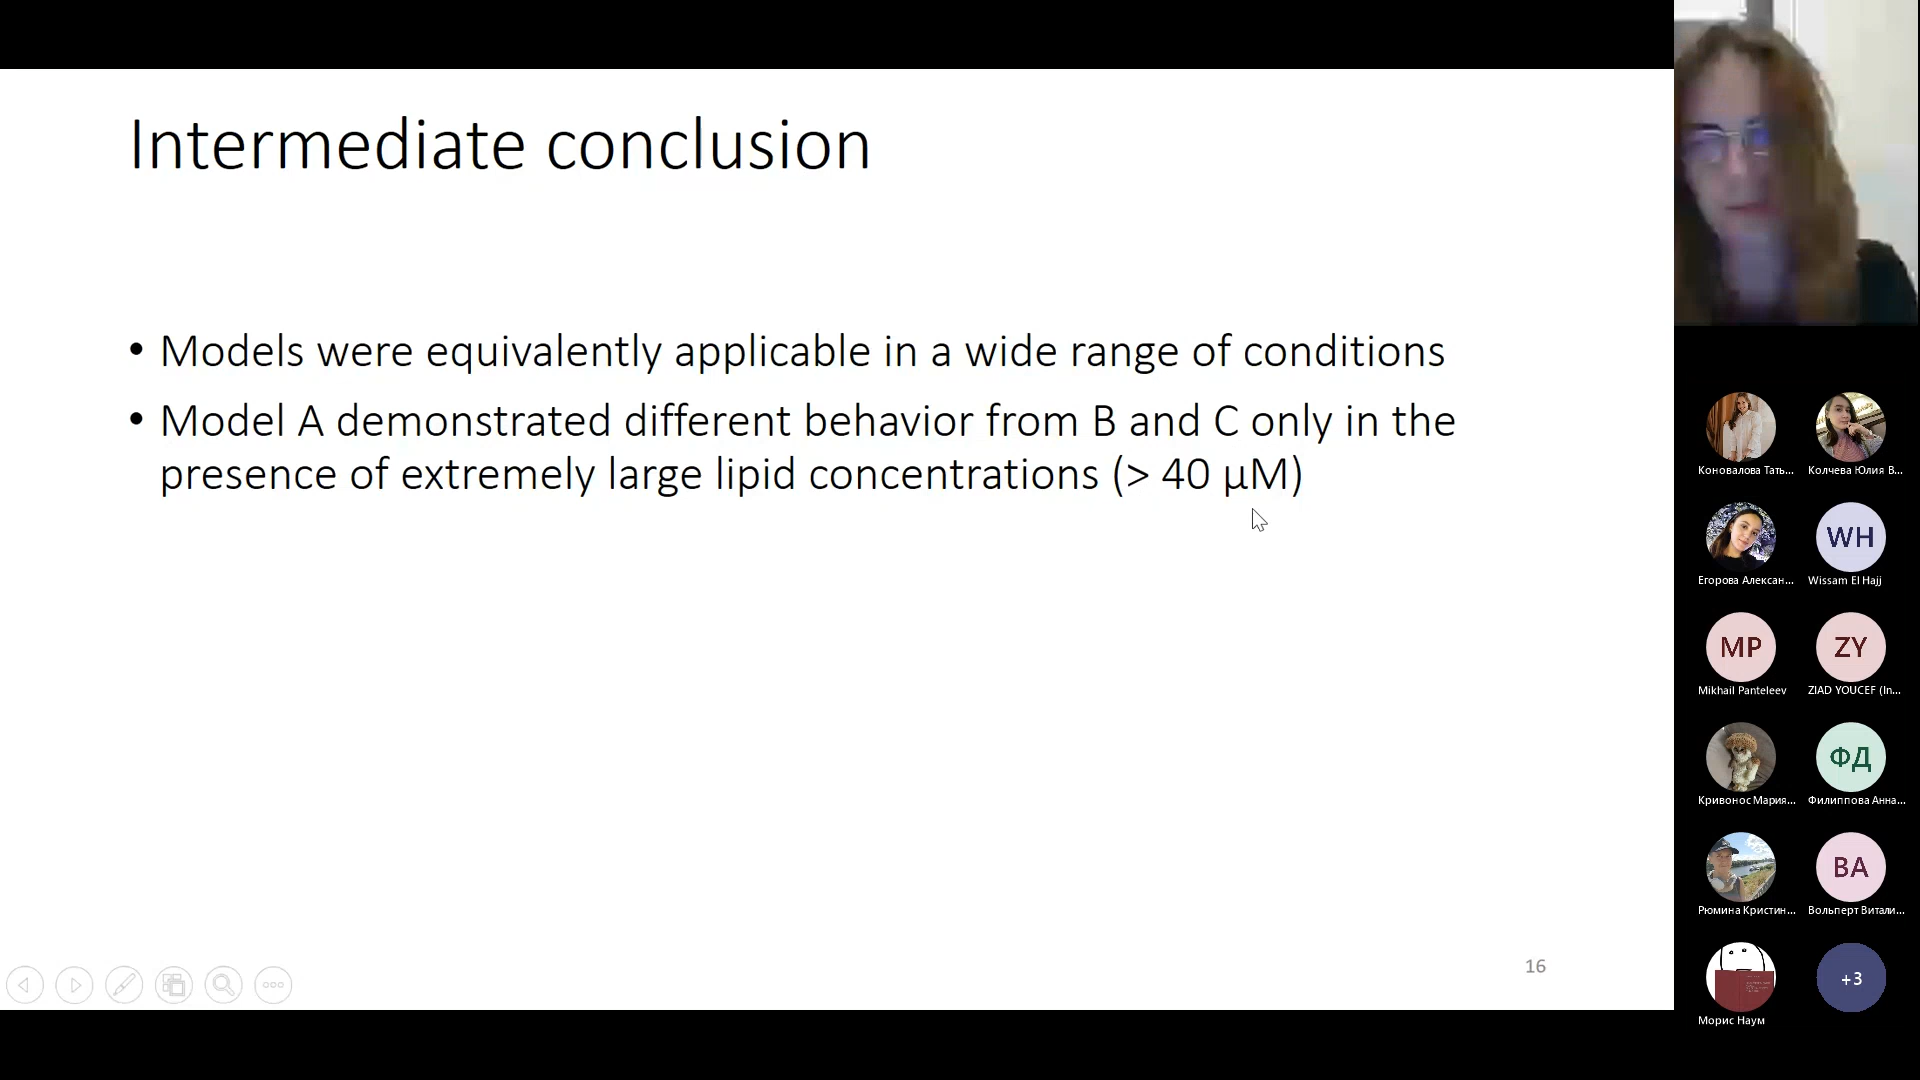 Intermediate conclusion
• Models were equivalently applicable in a wide range of conditions
• Model A demonstrated different behavior from B and C only in the
presence of extremely large lipid concentrations (> 40 µM)
16
Коновалова Тать...
Колчева Юлия В...
Егорова Алексан...
WH
Wissam El Hajj
MP
Mikhail Panteleev
ZY
ZIAD YOUCEF (In...
Кривонос Мария...
ФД
Филиппова Анна...
Рюмина Кристин...
ВА
Вольперт Витали...
Морис Наум
+3